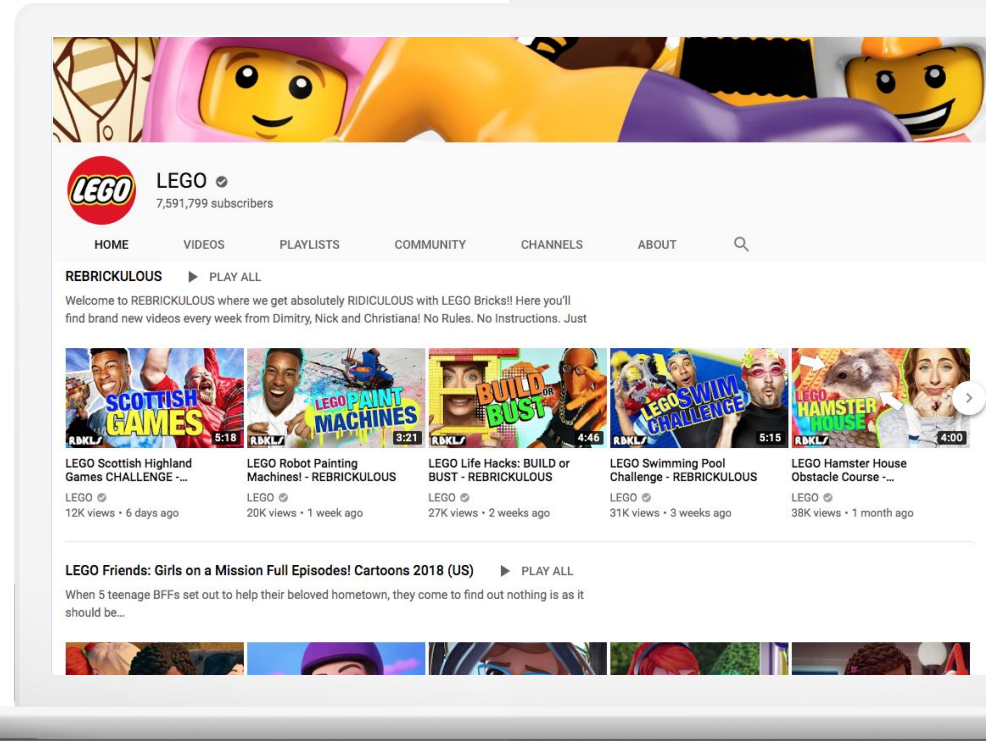 LEGO
LEGO
7,591,799 subscribers
HOME VIDEOS PLAYLISTS COMMUNITY CHANNELS ABOUT
REBRICKULOUS PLAY ALL
Welcome to REBRICKULOUS where we get absolutely RIDICULOUS with LEGO Bricks!! Here you'll
find brand new videos every week from Dimitry, Nick and Christiana! No Rules. No Instructions. Just
SCOTTISH
GAMES
RBKLS
5:18
LEGO Scottish Highland
Games CHALLENGE -...
LEGO
12K views • 6 days ago
LEGO PAINT
MACHINES
RBKLS
3:21
LEGO Robot Painting
Machines! - REBRICKULOUS
LEGO
20K views • 1 week ago
BUILD OR
BUST
RBKLS
4:46
LEGO Life Hacks: BUILD or
BUST - REBRICKULOUS
LEGO
27K views • 2 weeks ago
LEGO SWIM
CHALLENGE
RBKLS
5:15
LEGO Swimming Pool
Challenge - REBRICKULOUS
LEGO
31K views • 3 weeks ago
LEGO
HAMSTER
HOUSE
RBKLS
4:00
LEGO Hamster House
Obstacle Course -...
LEGO
38K views • 1 month ago
LEGO Friends: Girls on a Mission Full Episodes! Cartoons 2018 (US) PLAY ALL
When 5 teenage BFFs set out to help their beloved hometown, they come to find out nothing is as it
should be...